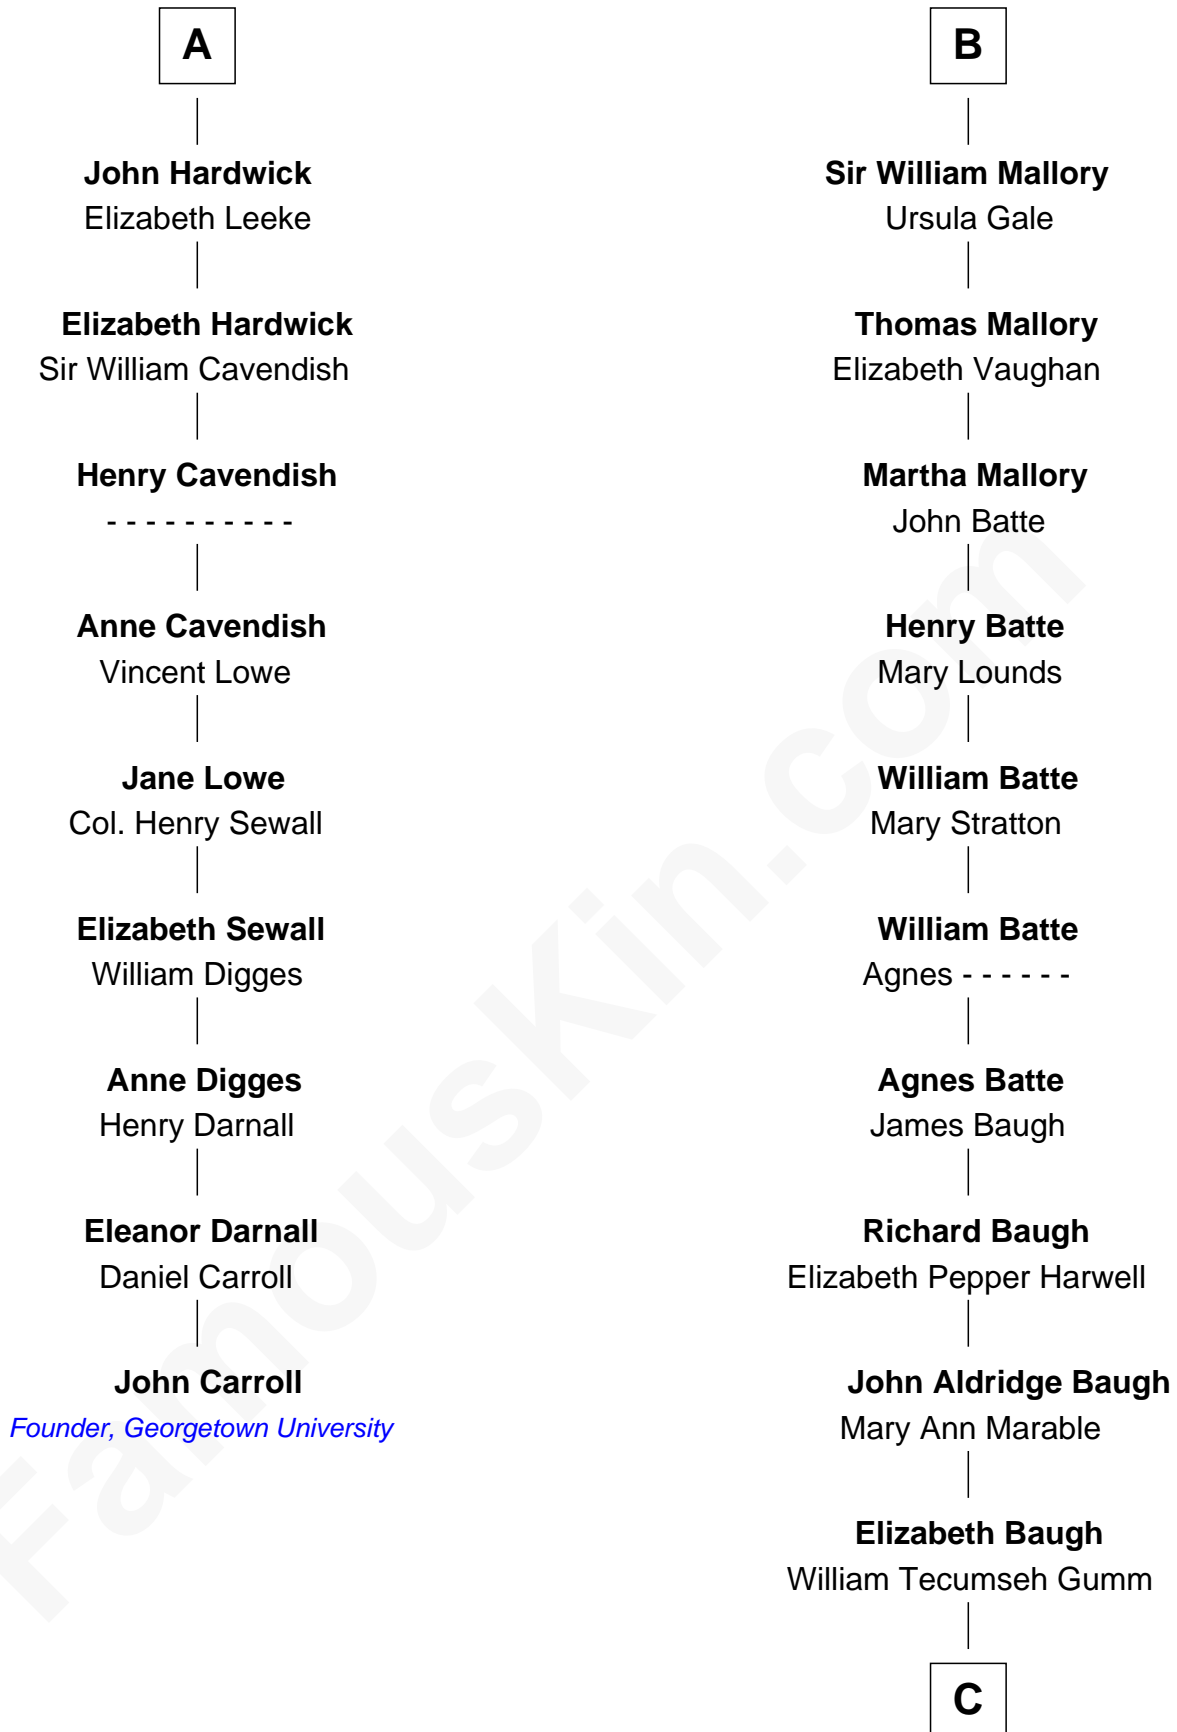 A
John Hardwick
Elizabeth Leeke
Elizabeth Hardwick
Sir William Cavendish
Henry Cavendish
- - - - - - - - - -
Anne Cavendish
Vincent Lowe
Jane Lowe
Col. Henry Sewall
Elizabeth Sewall
William Digges
Anne Digges
Henry Darnall
Eleanor Darnall
Daniel Carroll
John Carroll
Founder, Georgetown University
B
Sir William Mallory
Ursula Gale
Thomas Mallory
Elizabeth Vaughan
Martha Mallory
John Batte
Henry Batte
Mary Lounds
William Batte
Mary Stratton
William Batte
Agnes - - - - - -
Agnes Batte
James Baugh
Richard Baugh
Elizabeth Pepper Harwell
John Aldridge Baugh
Mary Ann Marable
Elizabeth Baugh
William Tecumseh Gumm
C
FamousKin.com